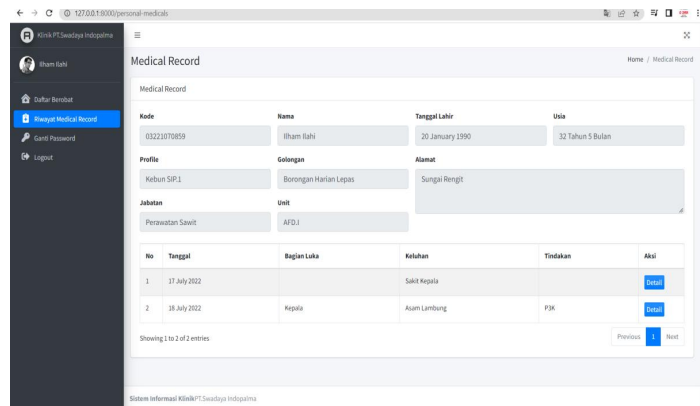 127.0.0.1:8000/personal-medicals
Klinik PT.Swadaya Indopalma
Ilham Ilahi
Daftar Berobat
Riwayat Medical Record
Ganti Password
Logout
Medical Record
Home / Medical Record
Medical Record
Kode Nama Tanggal Lahir Usia
03221070859 Ilham Ilahi 20 January 1990 32 Tahun 5 Bulan
Profile Golongan Alamat
Kebun SIP.1 Borongan Harian Lepas Sungai Rengit
Jabatan Unit
Perawatan Sawit AFD.I
No Tanggal Bagian Luka Keluhan Tindakan Aksi
1 17 July 2022 Sakit Kepala Detail
2 18 July 2022 Kepala Asam Lambung P3K Detail
Showing 1 to 2 of 2 entries
Previous 1 Next
Sistem Informasi KlinikPT.Swadaya Indopalma